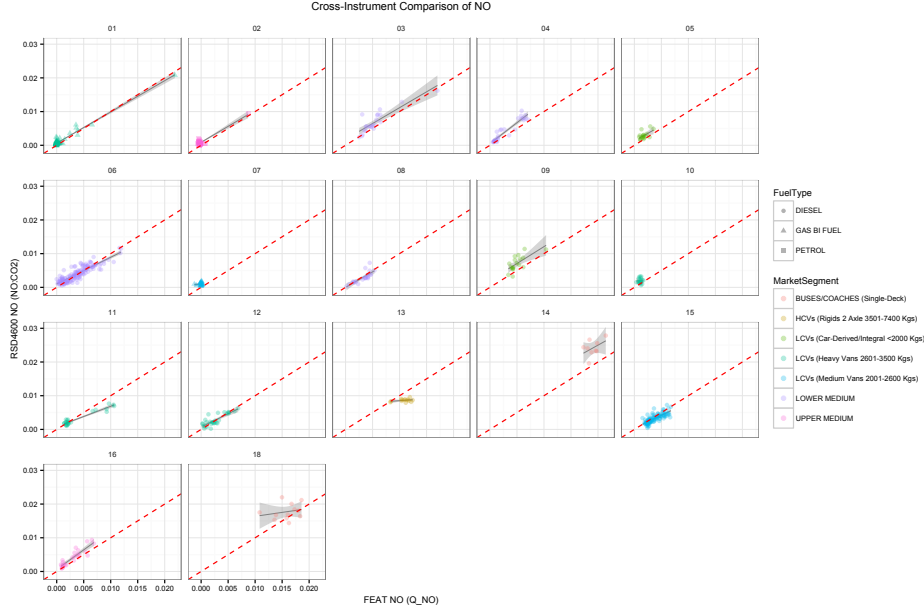 Cross-Instrument Comparison of NO
01 02 03 04 05
0.03
0.02
0.01
0.00
06 07 08 09 10
0.03
0.02
0.01
0.00
11 12 13 14 15
0.03
0.02
0.01
0.00
16 18
0.03
0.02
0.01
0.00
0.000 0.005 0.010 0.015 0.020 0.000 0.005 0.010 0.015 0.020
RSD4600 NO (NO:CO2)
FEAT NO (Q_NO)
FuelType
DIESEL
GAS BI FUEL
PETROL
MarketSegment
BUSES/COACHES (Single-Deck)
HCVs (Rigids 2 Axle 3501-7400 Kgs)
LCVs (Car-Derived/Integral <2000 Kgs)
LCVs (Heavy Vans 2601-3500 Kgs)
LCVs (Medium Vans 2001-2600 Kgs)
LOWER MEDIUM
UPPER MEDIUM